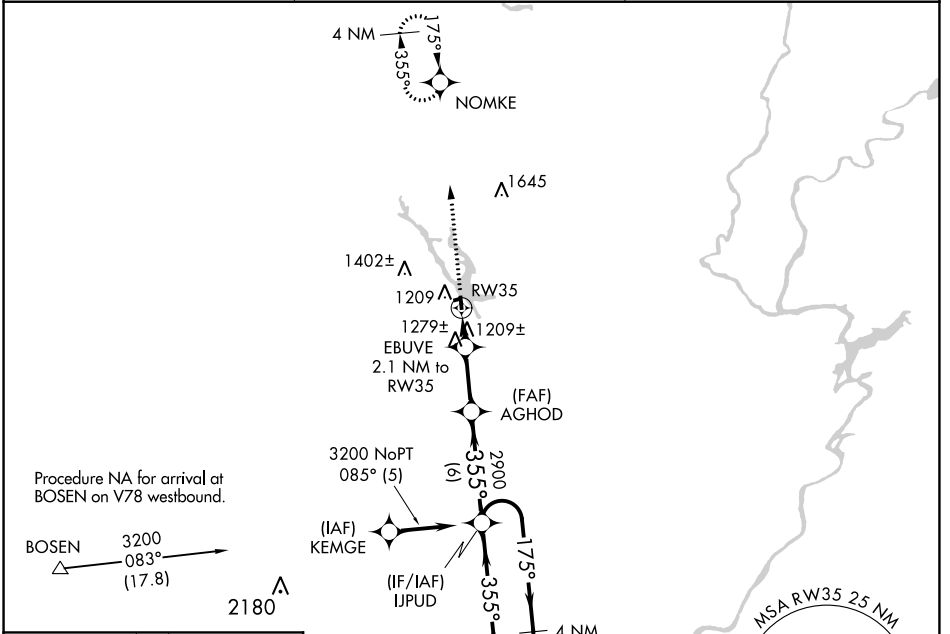 4 NM
175°
355°
NOMKE
1645
1402±
1209
RW35
1279±
1209±
EBUVE
2.1 NM to
RW35
(FAF)
AGHOD
3200 NoPT
085° (5)
355°
(6)
2900
Procedure NA for arrival at
BOSEN on V78 westbound.
(IAF)
KEMGE
BOSEN
3200
083°
(17.8)
175°
(IF/IAF)
IJPUD
355°
2180
4 NM
MSA RW35 25 NM